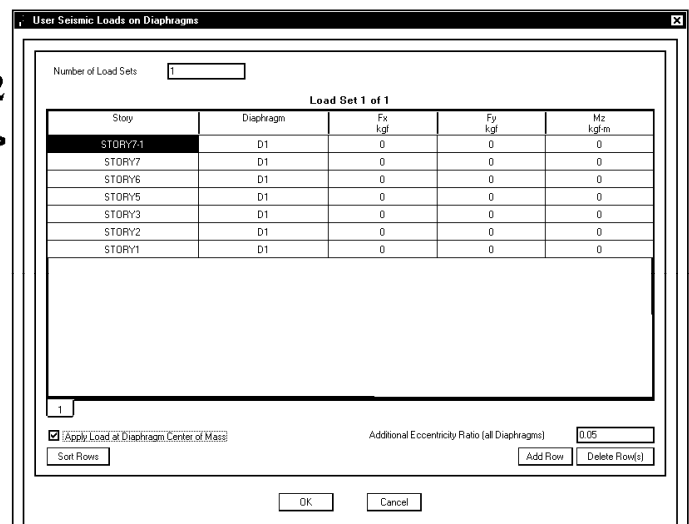 User Seismic Loads on Diaphragms
Number of Load Sets 1
Load Set 1 of 1
Story Diaphragm Fx kgf Fy kgf Mz kgf-m
STORY7-1 D1 0 0 0
STORY7 D1 0 0 0
STORY6 D1 0 0 0
STORY5 D1 0 0 0
STORY3 D1 0 0 0
STORY2 D1 0 0 0
STORY1 D1 0 0 0
1
Apply Load at Diaphragm Center of Mass Additional Eccentricity Ratio (all Diaphragms) 0.05
Sort Rows Add Row Delete Row(s)
OK Cancel